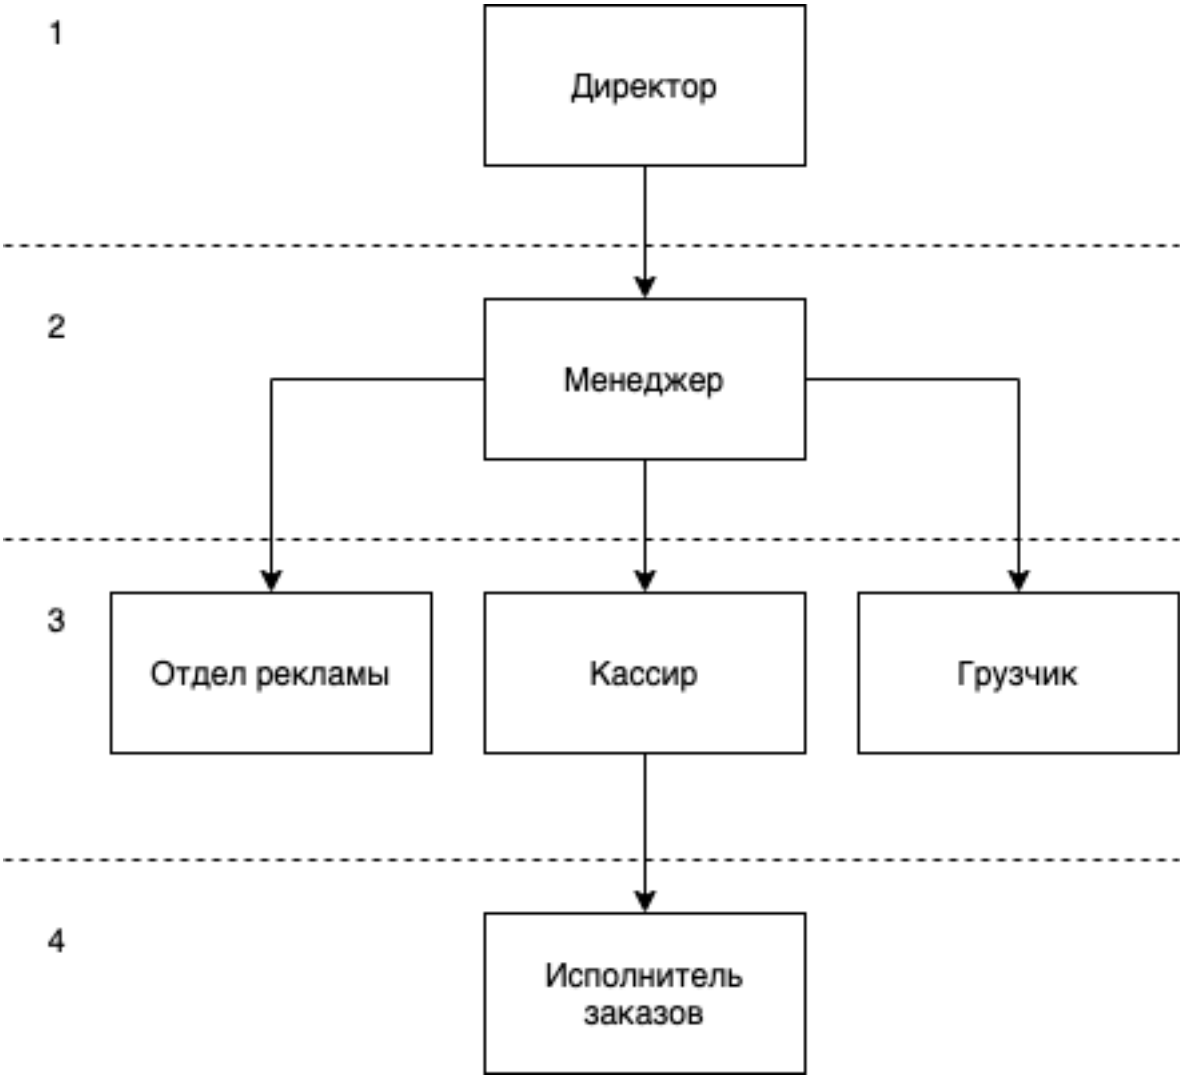 1
Директор
2
Менеджер
3
Отдел рекламы
Кассир
Грузчик
4
Исполнитель
заказов